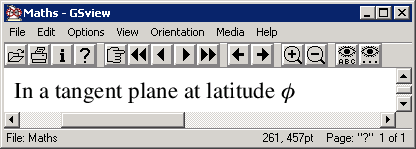 Maths - GSview
File Edit Options View Orientation Media Help
i ? ABC
In a tangent plane at latitude ϕ
File: Maths 261, 457pt Page: "?" 1 of 1